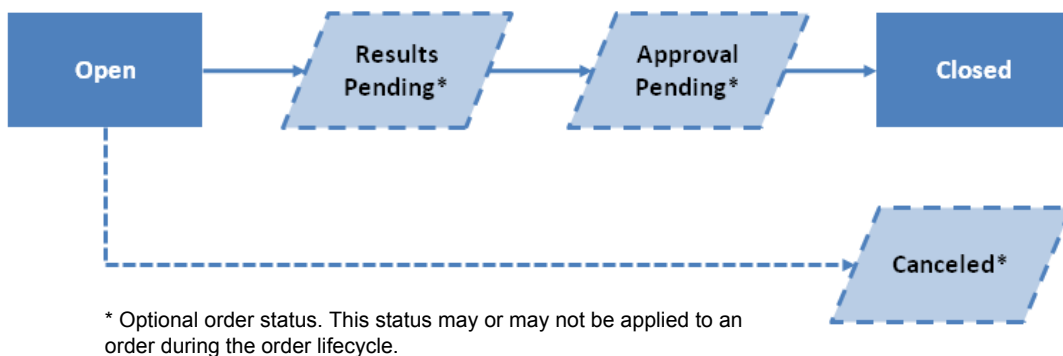 Open
Results
Pending*
Approval
Pending*
Closed
Canceled*
* Optional order status. This status may or may not be applied to an
order during the order lifecycle.